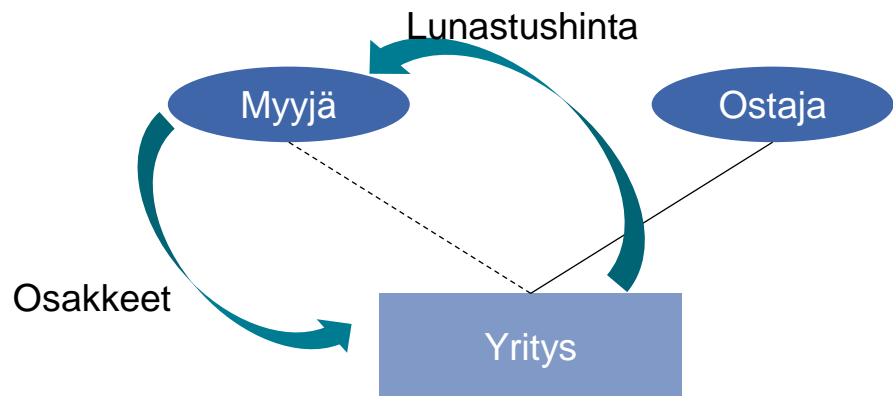 Lunastushinta
Myyjä
Ostaja
Osakkeet
Yritys